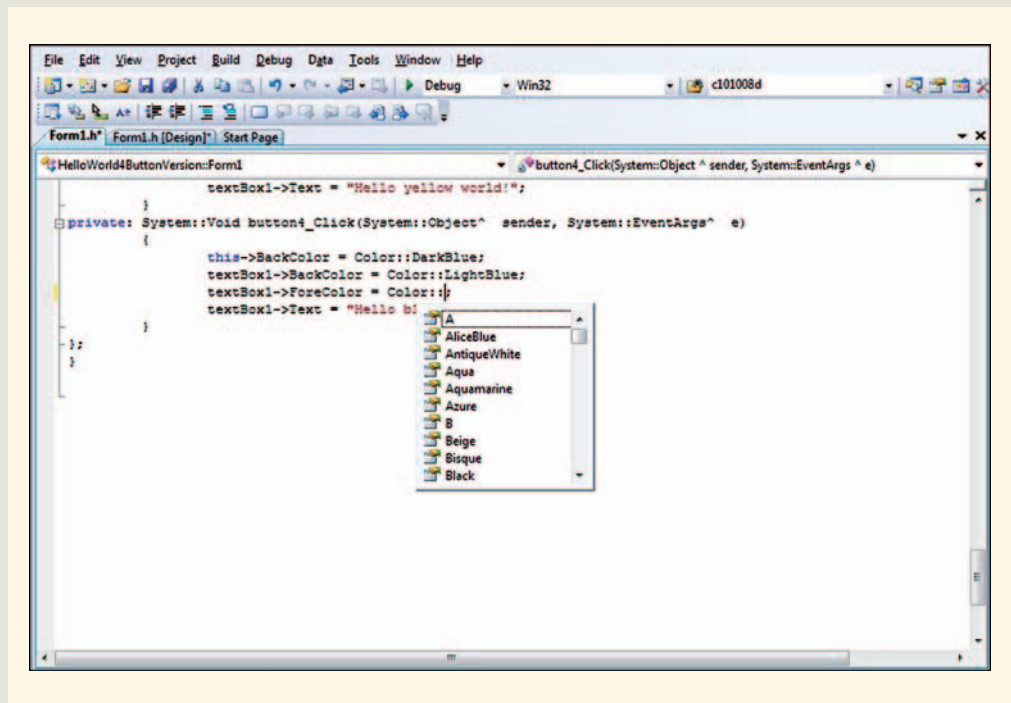 File Edit View Project Build Debug Data Tools Window Help
Debug Win32 c101008d
Form1.h* Form1.h [Design]* Start Page
HelloWorld4ButtonVersion::Form1 button4_Click(System::Object ^ sender, System::EventArgs ^ e)
textBox1->Text = "Hello yellow world!";
}
private: System::Void button4_Click(System::Object^ sender, System::EventArgs^ e)
{
this->BackColor = Color::DarkBlue;
textBox1->BackColor = Color::LightBlue;
textBox1->ForeColor = Color::;
textBox1->Text = "Hello bl
}
};
}
A
AliceBlue
AntiqueWhite
Aqua
Aquamarine
Azure
B
Beige
Bisque
Black